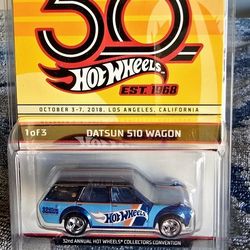 50
HOT WHEELS
EST. 1968
OCTOBER 3-7, 2018, LOS ANGELES, CALIFORNIA
1 of 3
DATSUN 510 WAGON
HOT WHEELS
32nd ANNUAL HOT WHEELS® COLLECTORS CONVENTION